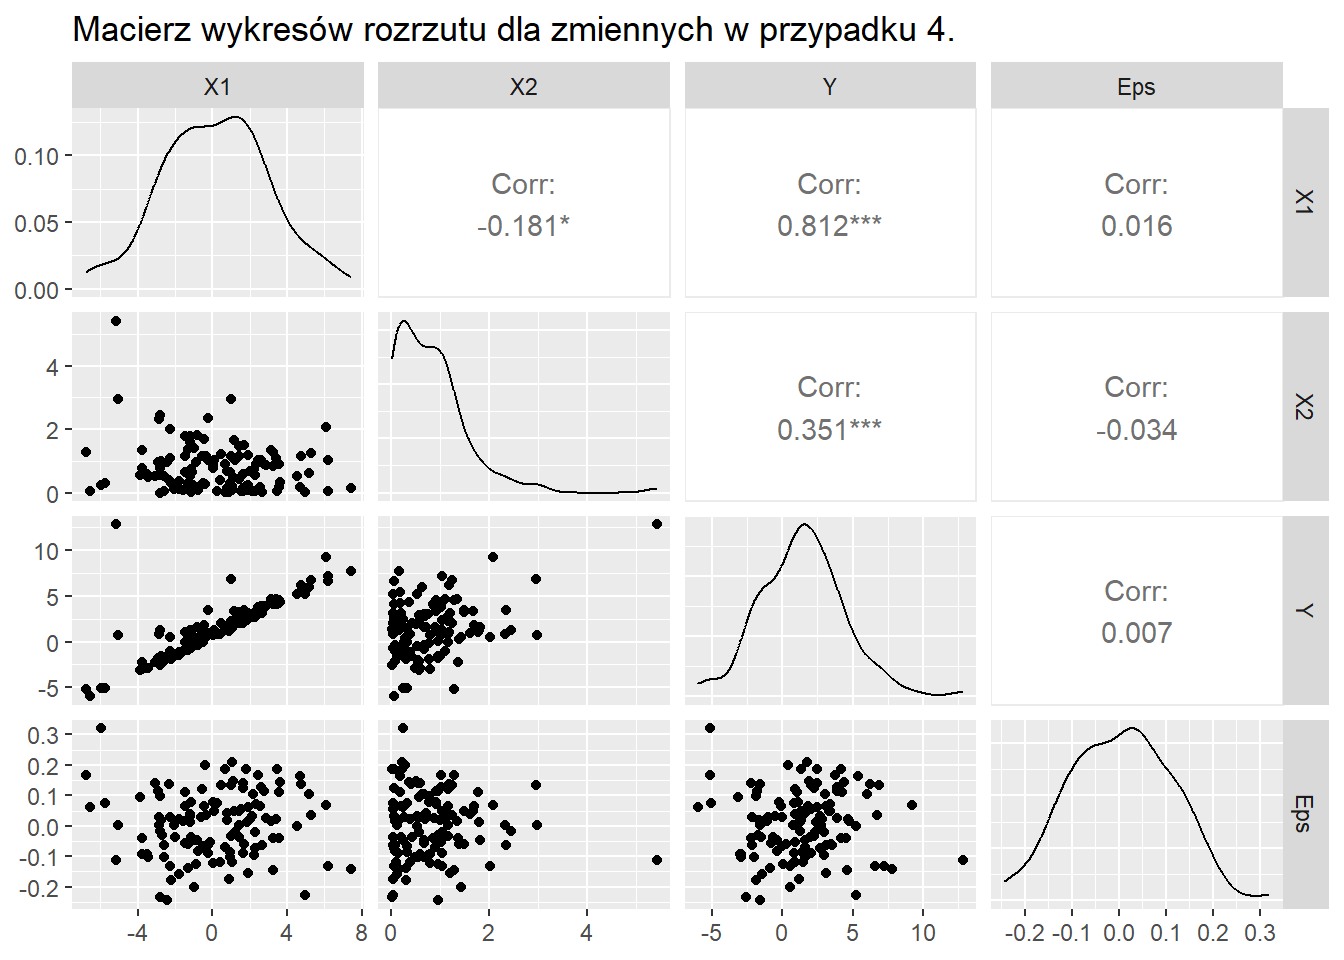 Macierz wykresów rozrzutu dla zmiennych w przypadku 4.
X1 X2 Y Eps
0.10
0.05
0.00
Corr:
-0.181*
Corr:
0.812***
Corr:
0.016
X1
4
2
0
Corr:
0.351***
Corr:
-0.034
X2
10
5
0
-5
Corr:
0.007
Y
0.3
0.2
0.1
0.0
-0.1
-0.2
Eps
-4 0 4 8
0 2 4
-5 0 5 10
-0.2 -0.1 0.0 0.1 0.2 0.3